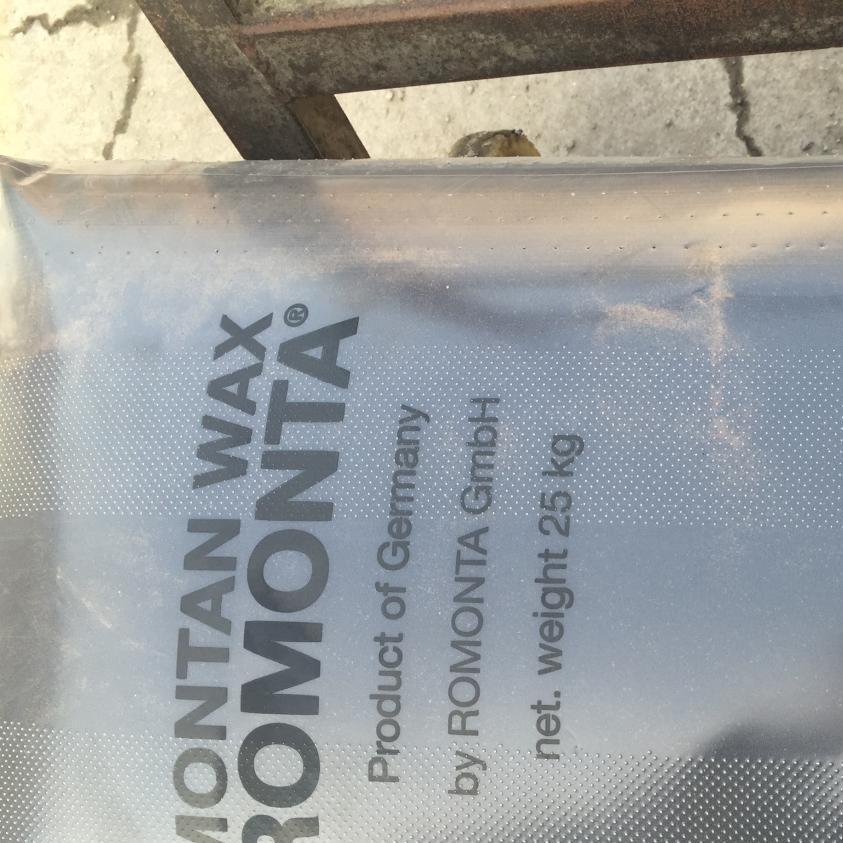 MONTAN WAX
ROMONTA®
Product of Germany
by ROMONTA GmbH
net. weight 25 kg